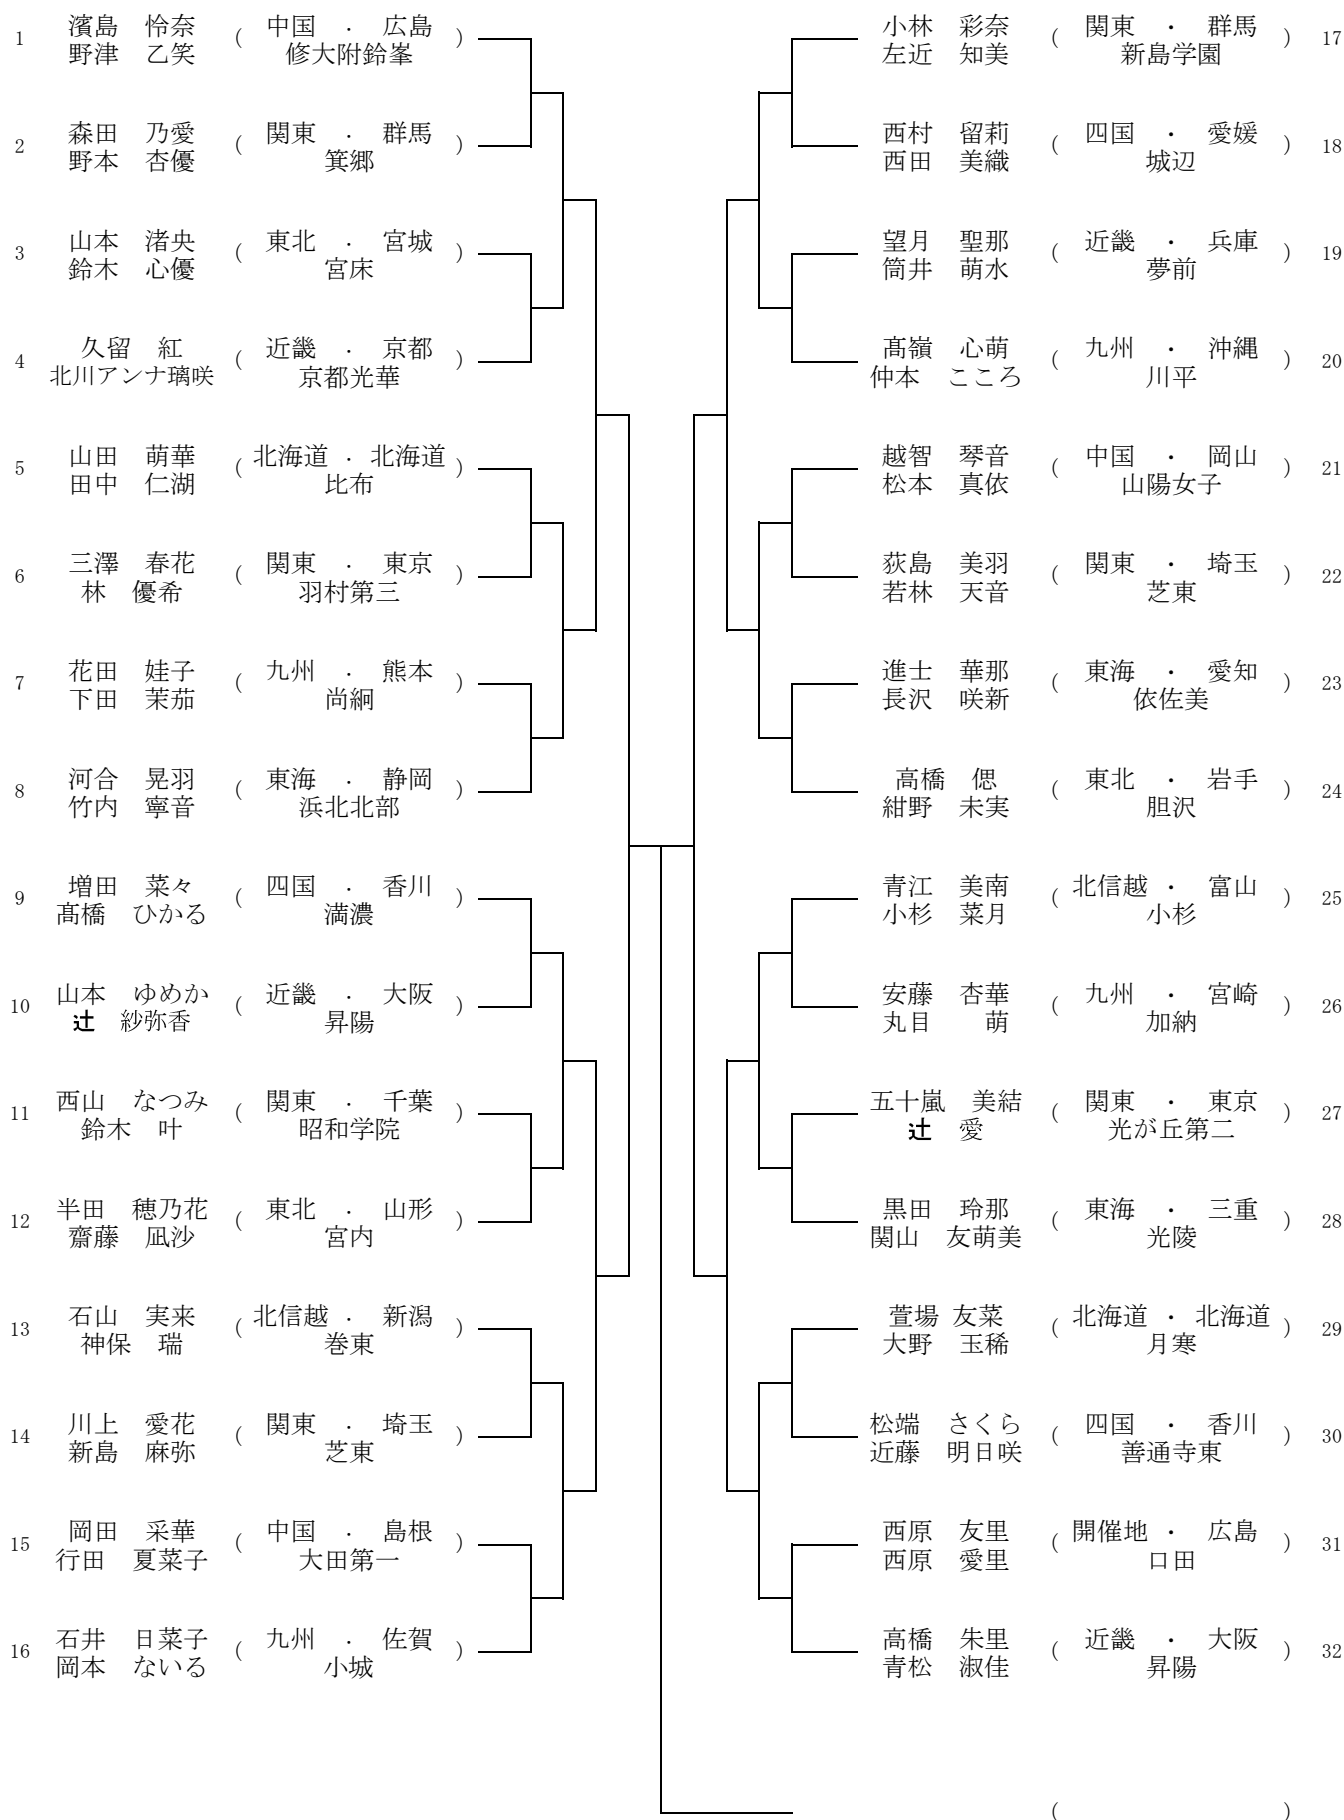 濱島　怜奈 （ 中国 ・ 広島 ）
1
野津　乙笑 修大附鈴峯
森田　乃愛 （ 関東 ・ 群馬 ）
2
野本　杏優 箕郷
山本　渚央 （ 東北 ・ 宮城 ）
3
鈴木　心優 宮床
久留　紅 （ 近畿 ・ 京都 ）
4
北川アンナ璃咲 京都光華
山田　萌華 （ 北海道 ・ 北海道 ）
5
田中　仁湖 比布
三澤　春花 （ 関東 ・ 東京 ）
6
林　優希 羽村第三
花田　娃子 （ 九州 ・ 熊本 ）
7
下田　茉茄 尚絅
河合　晃羽 （ 東海 ・ 静岡 ）
8
竹内　寧音 浜北北部
増田　菜々 （ 四国 ・ 香川 ）
9
髙橋　ひかる 満濃
山本　ゆめか （ 近畿 ・ 大阪 ）
10
辻　紗弥香 昇陽
西山　なつみ （ 関東 ・ 千葉 ）
11
鈴木　叶 昭和学院
半田　穂乃花 （ 東北 ・ 山形 ）
12
齋藤　凪沙 宮内
石山　実来 （ 北信越 ・ 新潟 ）
13
神保　瑞 巻東
川上　愛花 （ 関東 ・ 埼玉 ）
14
新島　麻弥 芝東
岡田　采華 （ 中国 ・ 島根 ）
15
行田　夏菜子 大田第一
石井　日菜子 （ 九州 ・ 佐賀 ）
16
岡本　ないる 小城
小林　彩奈 （ 関東 ・ 群馬 ）
17
左近　知美 新島学園
西村　留莉 （ 四国 ・ 愛媛 ）
18
西田　美織 城辺
望月　聖那 （ 近畿 ・ 兵庫 ）
19
筒井　萌水 夢前
髙嶺　心萌 （ 九州 ・ 沖縄 ）
20
仲本　こころ 川平
越智　琴音 （ 中国 ・ 岡山 ）
21
松本　真依 山陽女子
荻島　美羽 （ 関東 ・ 埼玉 ）
22
若林　天音 芝東
進士　華那 （ 東海 ・ 愛知 ）
23
長沢　咲新 依佐美
高橋　偲 （ 東北 ・ 岩手 ）
24
紺野　未実 胆沢
青江　美南 （ 北信越 ・ 富山 ）
25
小杉　菜月 小杉
安藤　杏華 （ 九州 ・ 宮崎 ）
26
丸目　　萌 加納
五十嵐　美結 （ 関東 ・ 東京 ）
27
辻　愛 光が丘第二
黒田　玲那 （ 東海 ・ 三重 ）
28
関山　友萌美 光陵
萱場 友菜 （ 北海道 ・ 北海道 ）
29
大野　玉稀 月寒
松端　さくら （ 四国 ・ 香川 ）
30
近藤　明日咲 善通寺東
西原　友里 （ 開催地 ・ 広島 ）
31
西原　愛里 口田
高橋　朱里 （ 近畿 ・ 大阪 ）
32
青松　淑佳 昇陽
（ ）